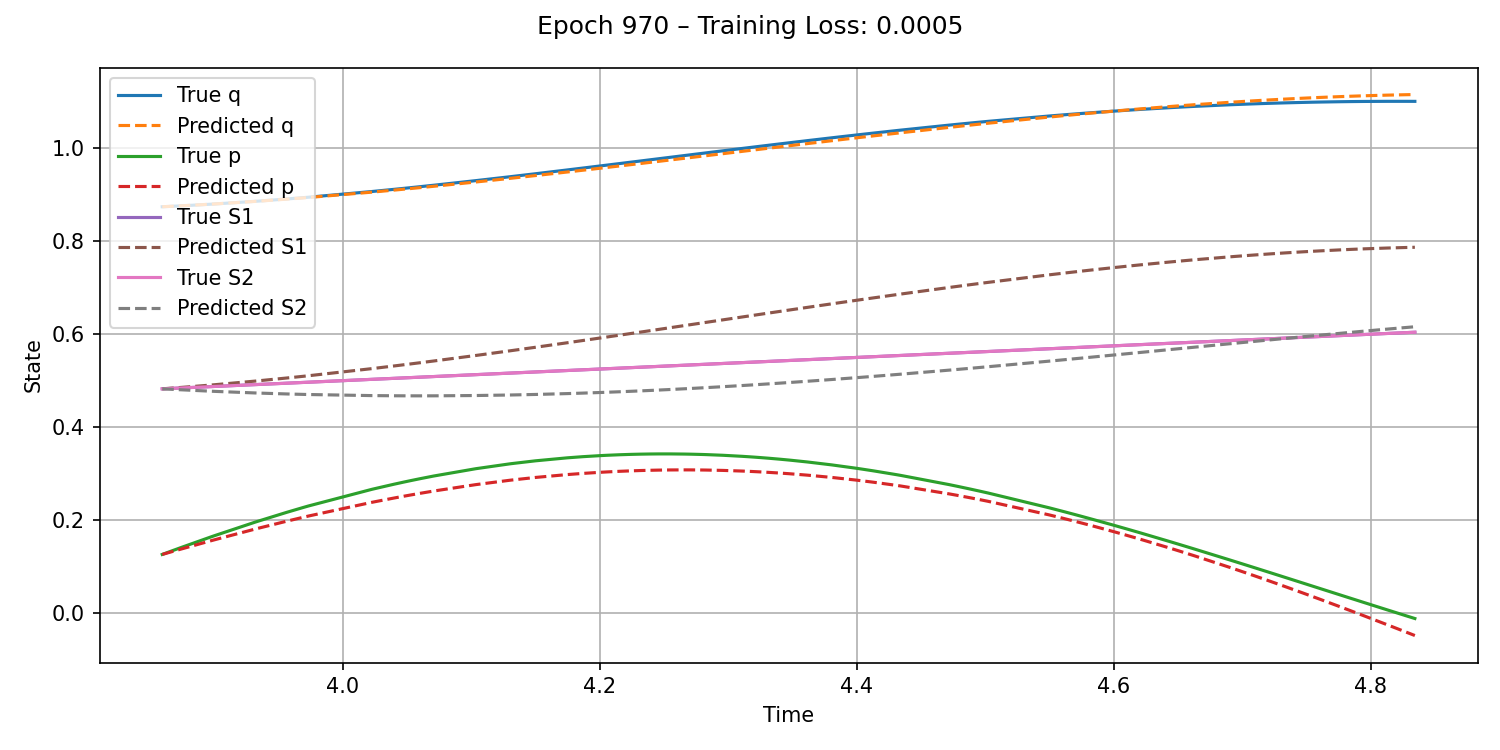 Epoch 970 – Training Loss: 0.0005
True q
Predicted q
True p
Predicted p
True S1
Predicted S1
True S2
Predicted S2
State
1.0
0.8
0.6
0.4
0.2
0.0
4.0
4.2
4.4
4.6
4.8
Time